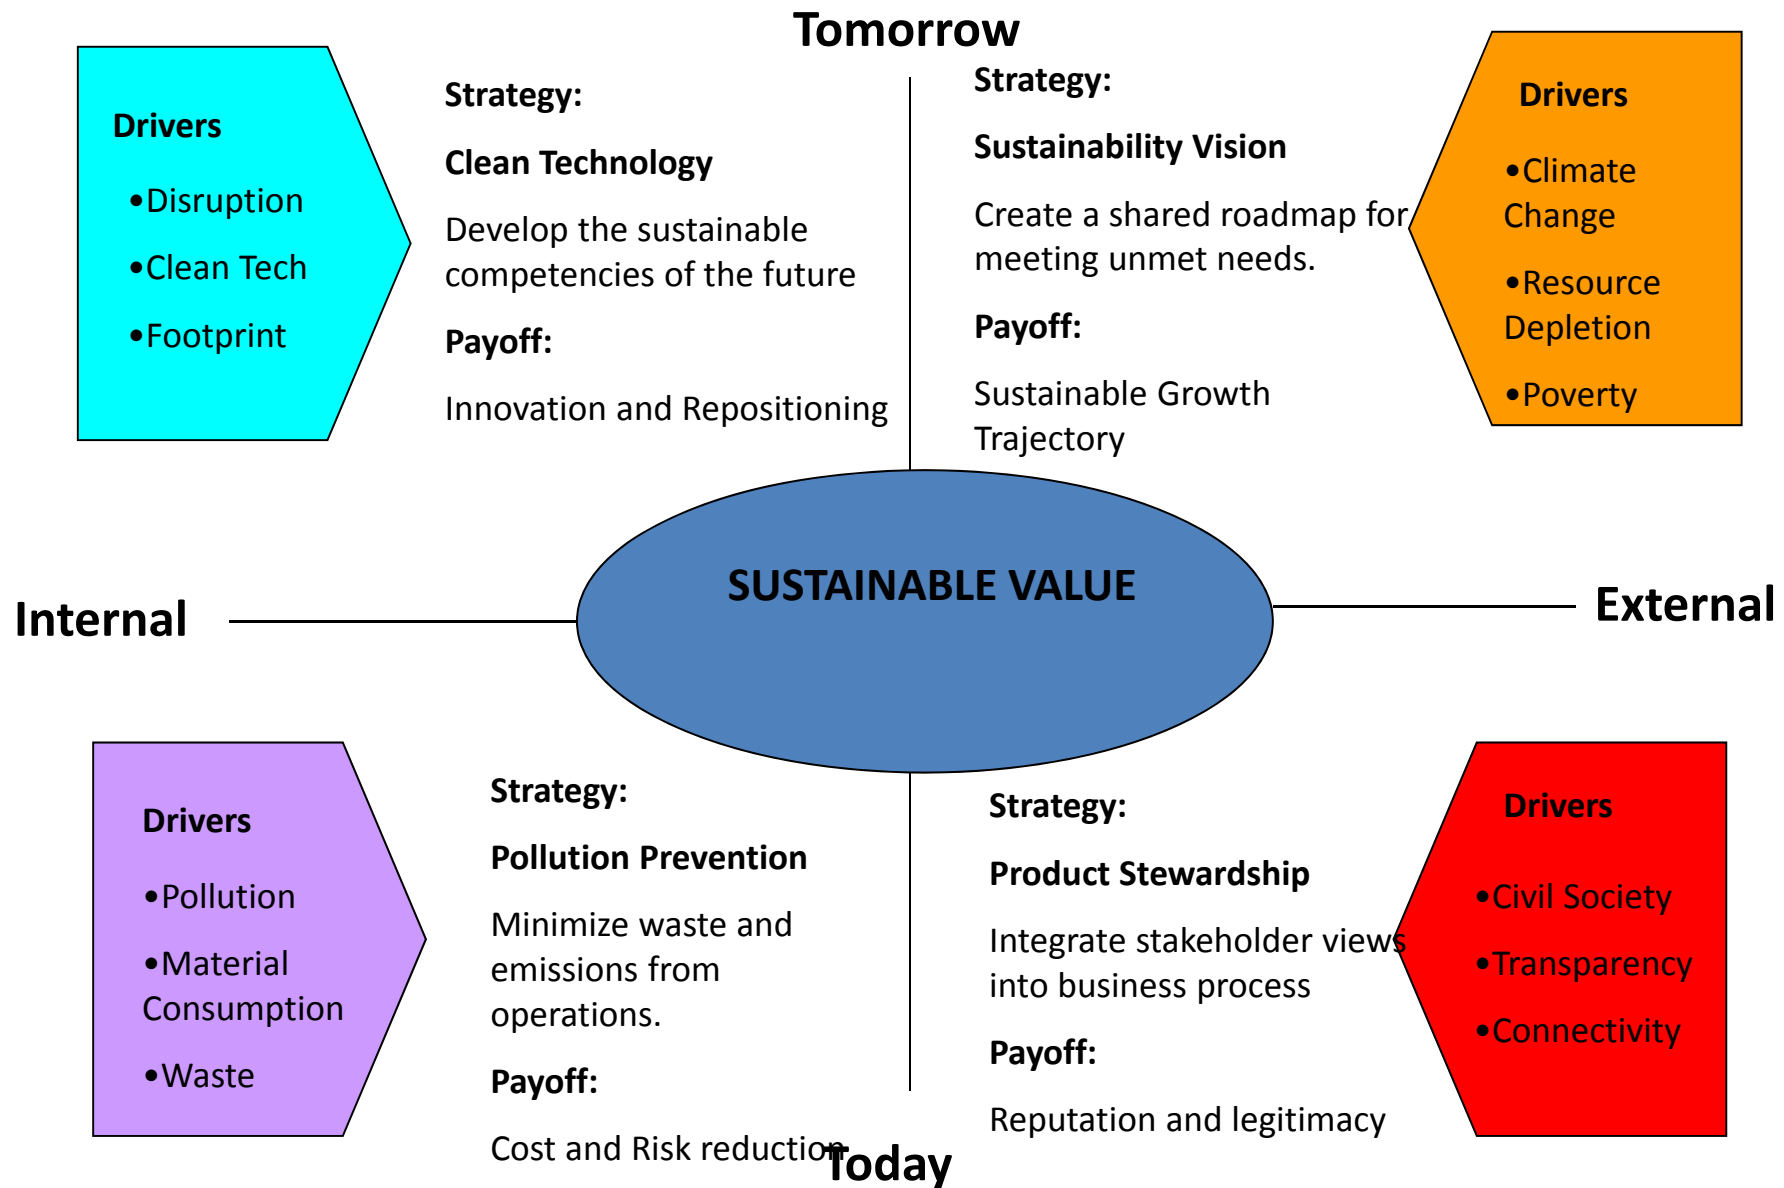 Tomorrow
Drivers
•Disruption
•Clean Tech
•Footprint
Strategy:
Clean Technology
Develop the sustainable
competencies of the future
Payoff:
Innovation and Repositioning
Strategy:
Sustainability Vision
Create a shared roadmap for
meeting unmet needs.
Payoff:
Sustainable Growth
Trajectory
Drivers
•Climate
Change
•Resource
Depletion
•Poverty
Internal
SUSTAINABLE VALUE
External
Drivers
•Pollution
•Material
Consumption
•Waste
Strategy:
Pollution Prevention
Minimize waste and
emissions from
operations.
Payoff:
Cost and Risk reduction
Strategy:
Product Stewardship
Integrate stakeholder views
into business process
Payoff:
Reputation and legitimacy
Drivers
•Civil Society
•Transparency
•Connectivity
Today